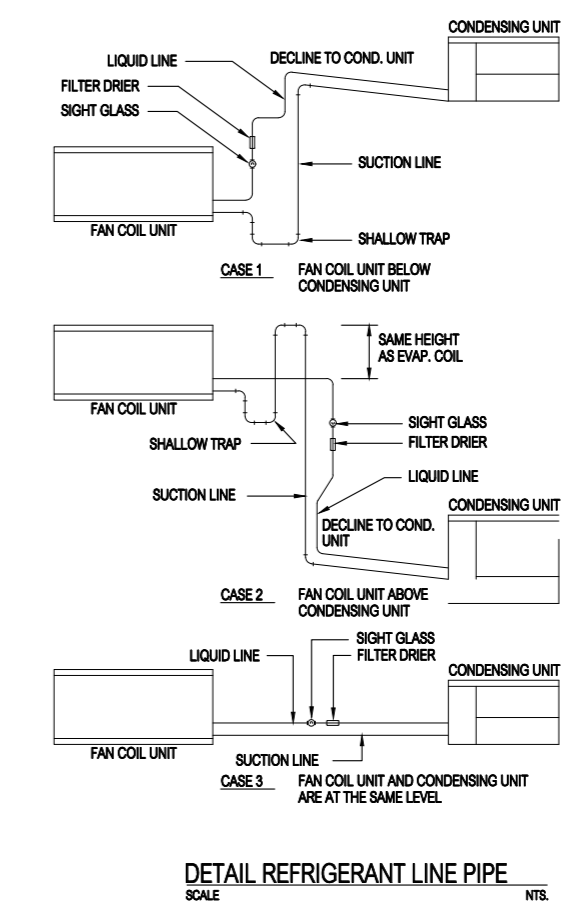 CONDENSING UNIT
LIQUID LINE
DECLINE TO COND. UNIT
FILTER DRIER
SIGHT GLASS
SUCTION LINE
FAN COIL UNIT
SHALLOW TRAP
CASE 1
FAN COIL UNIT BELOW
CONDENSING UNIT
SAME HEIGHT
AS EVAP. COIL
FAN COIL UNIT
SIGHT GLASS
SHALLOW TRAP
FILTER DRIER
LIQUID LINE
SUCTION LINE
CONDENSING UNIT
DECLINE TO COND.
UNIT
CASE 2
FAN COIL UNIT ABOVE
CONDENSING UNIT
SIGHT GLASS
LIQUID LINE
FILTER DRIER
CONDENSING UNIT
FAN COIL UNIT
SUCTION LINE
CASE 3
FAN COIL UNIT AND CONDENSING UNIT
ARE AT THE SAME LEVEL
DETAIL REFRIGERANT LINE PIPE
SCALE
NTS.